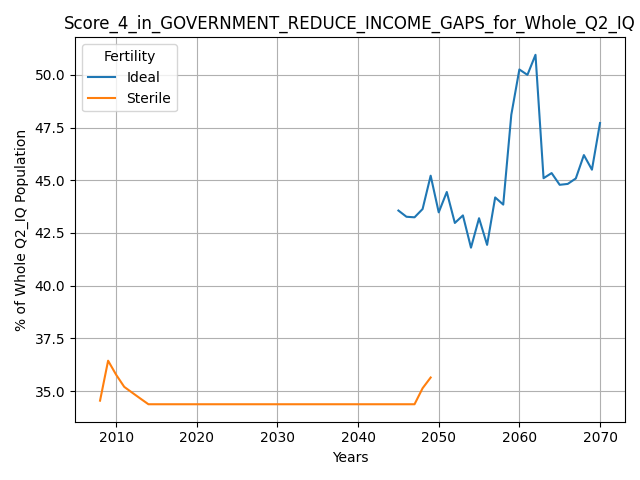 Score_4_in_GOVERNMENT_REDUCE_INCOME_GAPS_for_Whole_Q2_IQ
Fertility
Ideal
Sterile
% of Whole Q2_IQ Population
50.0
47.5
45.0
42.5
40.0
37.5
35.0
2010 2020 2030 2040 2050 2060 2070
Years